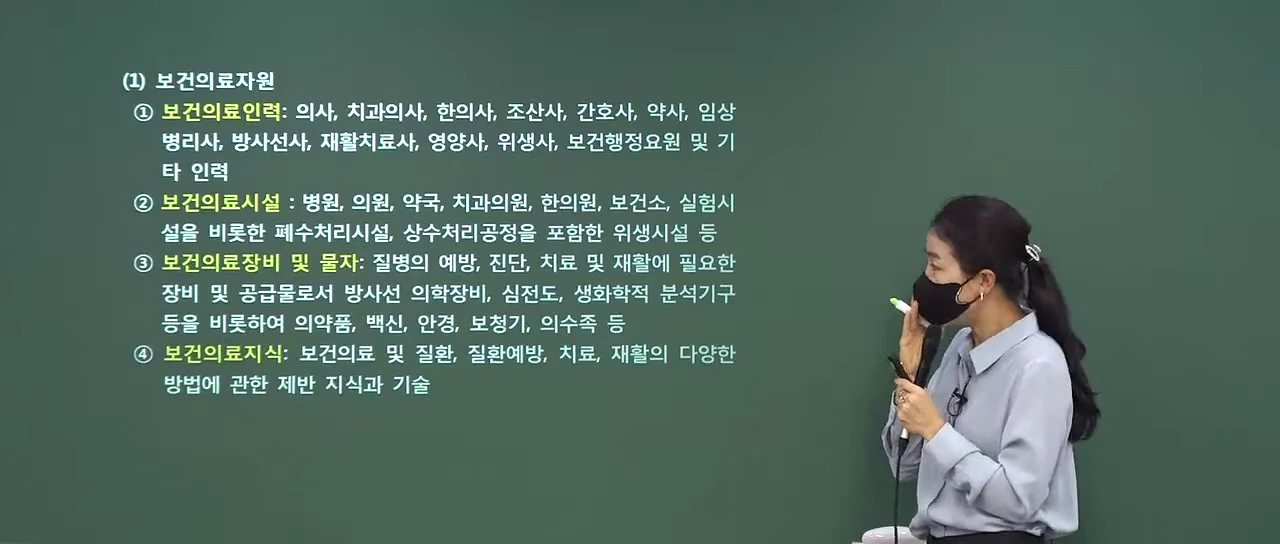 (1) 보건의료자원
① 보건의료인력: 의사, 치과의사, 한의사, 조산사, 간호사, 약사, 임상
병리사, 방사선사, 재활치료사, 영양사, 위생사, 보건행정요원 및 기
타 인력
② 보건의료시설 : 병원, 의원, 약국, 치과의원, 한의원, 보건소, 실험시
설을 비롯한 폐수처리시설, 상수처리공정을 포함한 위생시설 등
③ 보건의료장비 및 물자: 질병의 예방, 진단, 치료 및 재활에 필요한
장비 및 공급물로서 방사선 의학장비, 심전도, 생화학적 분석기구
등을 비롯하여 의약품, 백신, 안경, 보청기, 의수족 등
④ 보건의료지식: 보건의료 및 질환, 질환예방, 치료, 재활의 다양한
방법에 관한 제반 지식과 기술